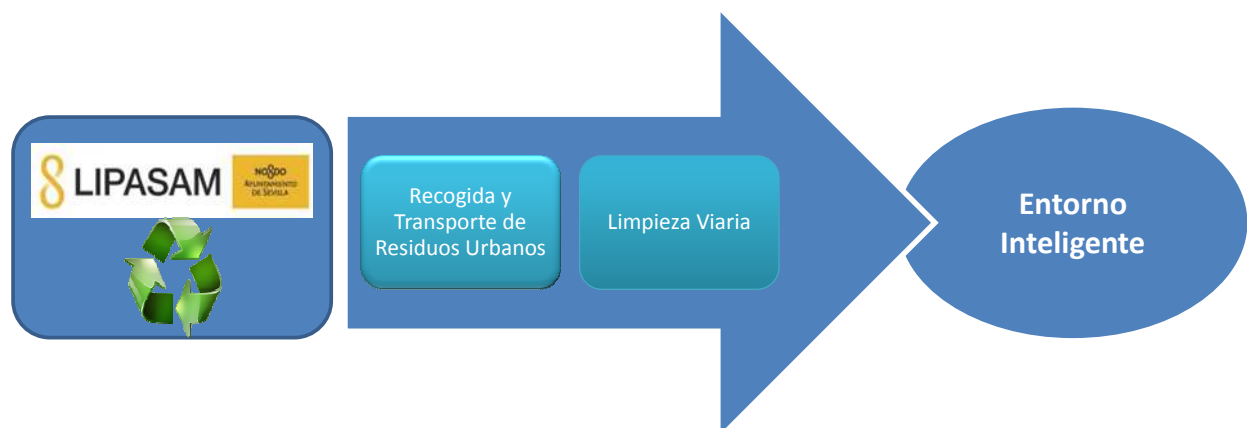 LIPASAM
NO8DO
AYUNTAMIENTO
DE SEVILLA
Recogida y
Transporte de
Residuos Urbanos
Limpieza Viaria
Entorno
Inteligente